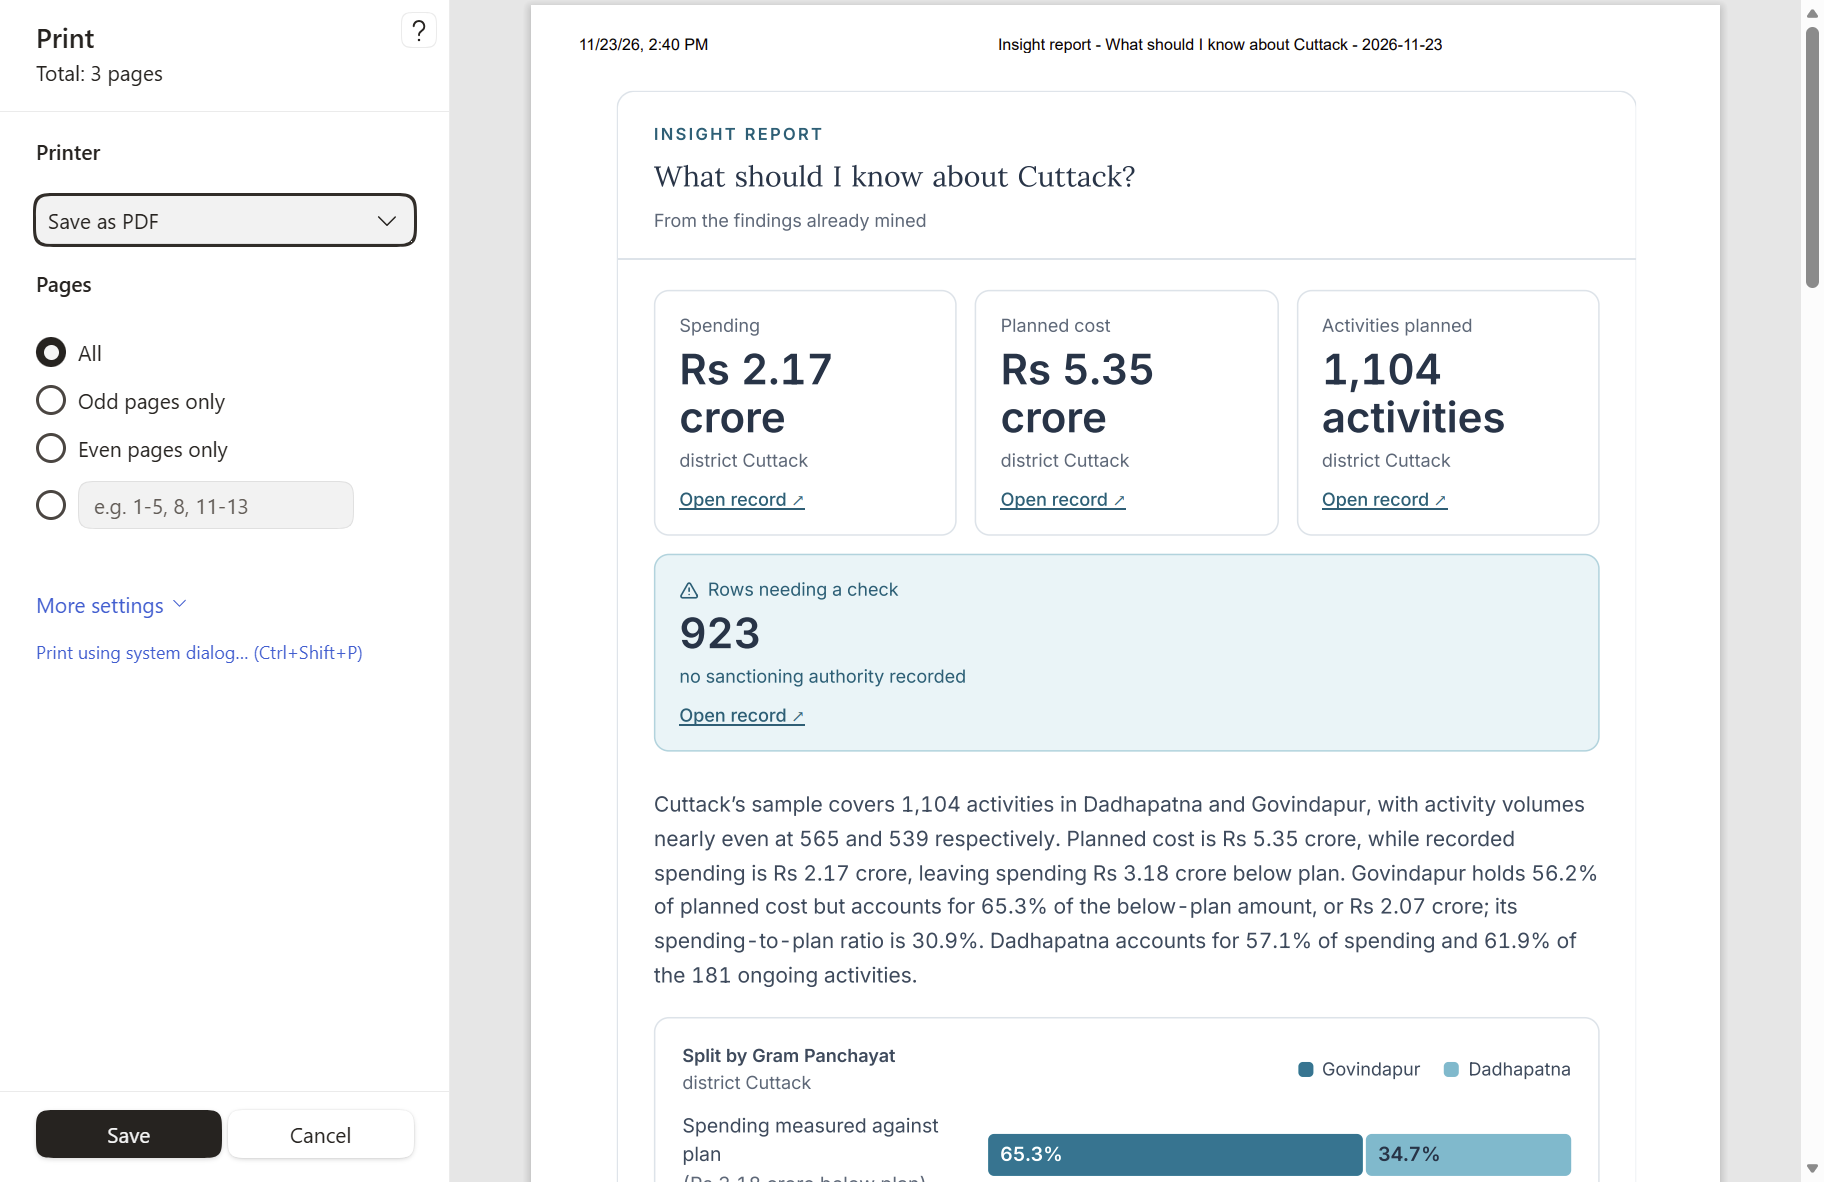 Print
?
Total: 3 pages
Printer
Save as PDF
Pages
All
Odd pages only
Even pages only
e.g. 1-5, 8, 11-13
More settings
Print using system dialog... (Ctrl+Shift+P)
Save
Cancel
11/23/26, 2:40 PM
Insight report - What should I know about Cuttack - 2026-11-23
INSIGHT REPORT
What should I know about Cuttack?
From the findings already mined
Spending
Rs 2.17
crore
district Cuttack
Open record ↗
Planned cost
Rs 5.35
crore
district Cuttack
Open record ↗
Activities planned
1,104
activities
district Cuttack
Open record ↗
Rows needing a check
923
no sanctioning authority recorded
Open record ↗
Cuttack’s sample covers 1,104 activities in Dadhapatna and Govindapur, with activity volumes
nearly even at 565 and 539 respectively. Planned cost is Rs 5.35 crore, while recorded
spending is Rs 2.17 crore, leaving spending Rs 3.18 crore below plan. Govindapur holds 56.2%
of planned cost but accounts for 65.3% of the below-plan amount, or Rs 2.07 crore; its
spending-to-plan ratio is 30.9%. Dadhapatna accounts for 57.1% of spending and 61.9% of
the 181 ongoing activities.
Split by Gram Panchayat
district Cuttack
Govindapur
Dadhapatna
Spending measured against
plan
(Rs 3.18 crore below plan)
65.3%
34.7%